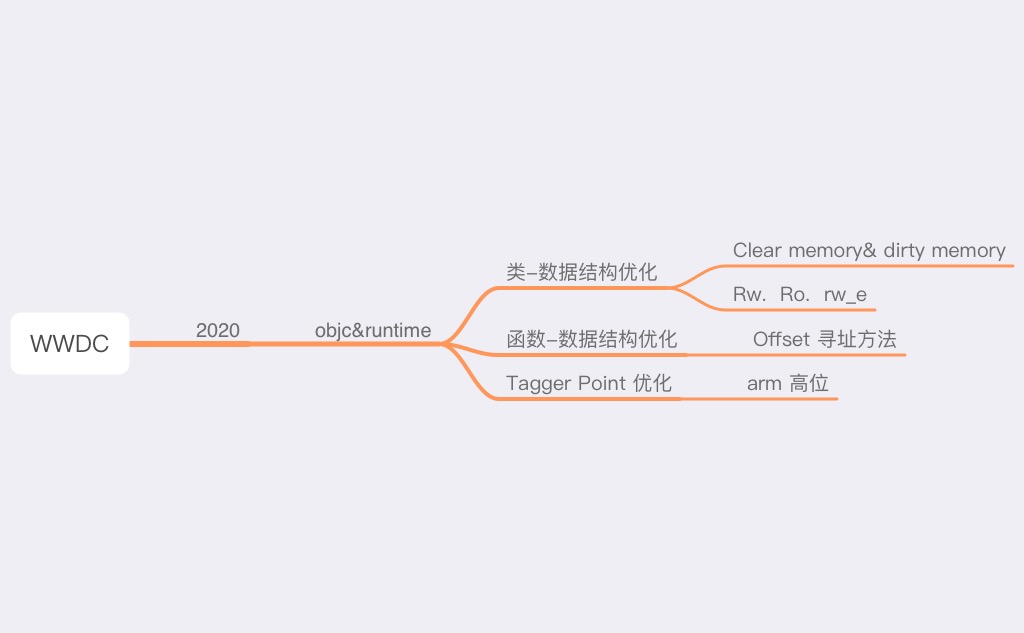 WWDC
2020
objc&runtime
类-数据结构优化
Clear memory& dirty memory
Rw. Ro. rw_e
函数-数据结构优化
Offset 寻址方法
Tagger Point 优化
arm 高位